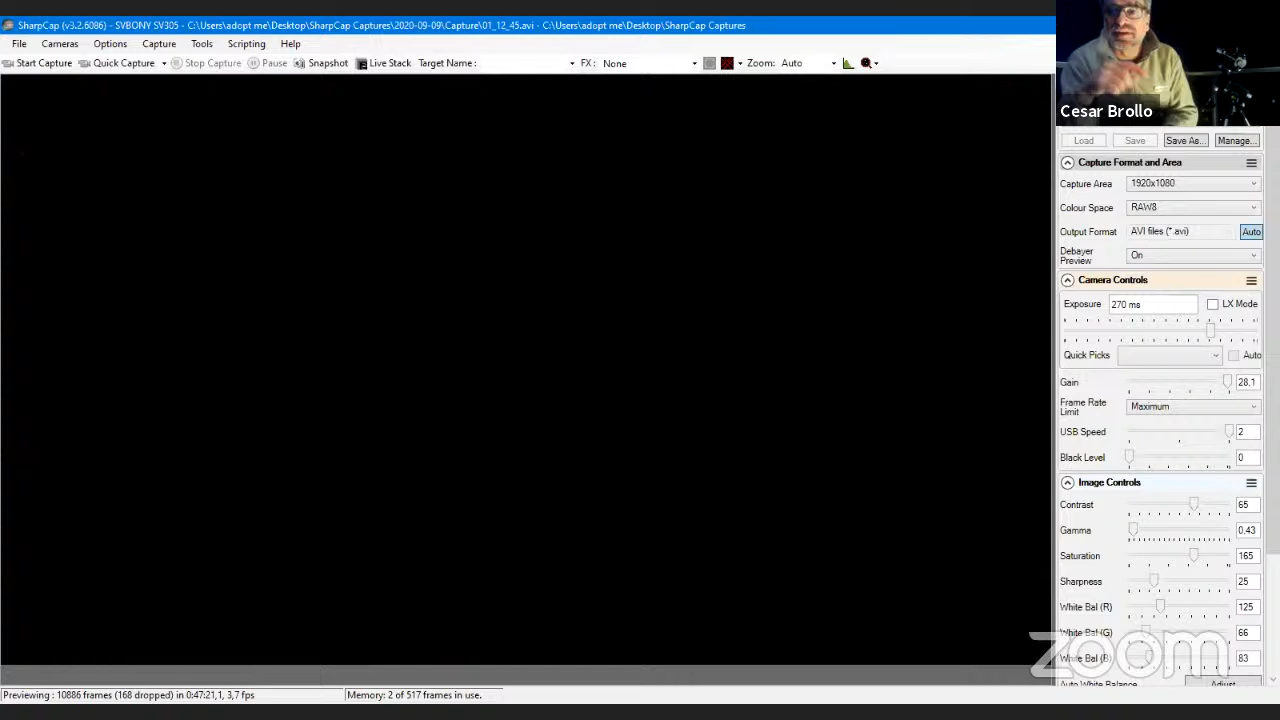 SharpCap (v3.2.6086) - SVBONY SV305 - C:\Users\adopt me\Desktop\SharpCap Captures\2020-09-09\Capture\01_12_45.avi - C:\Users\adopt me\Desktop\SharpCap Captures
File Cameras Options Capture Tools Scripting Help
Start Capture Quick Capture Stop Capture Pause Snapshot Live Stack Target Name : FX : None Zoom: Auto
Cesar Brollo
Load Save Save As... Manage...
Capture Format and Area
Capture Area 1920x1080
Colour Space RAW8
Output Format AVI files (*.avi) Auto
Debayer
Preview On
Camera Controls
Exposure 270 ms LX Mode
Quick Picks Auto
Gain 28.1
Frame Rate
Limit Maximum
USB Speed 2
Black Level 0
Image Controls
Contrast 65
Gamma 0,43
Saturation 165
Sharpness 25
White Bal (R) 125
White Bal (G) 66
White Bal (B) 83
Auto White Balance Adjust
zoom
Previewing : 10886 frames (168 dropped) in 0:47:21,1, 3,7 fps Memory: 2 of 517 frames in use.